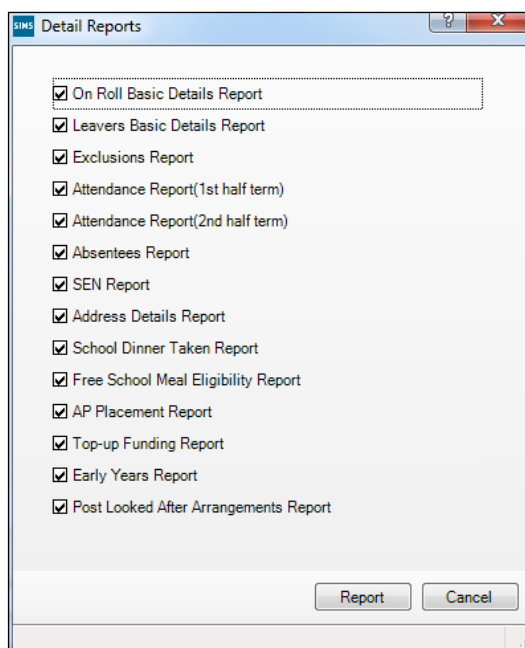 SIMS Detail Reports ? X
On Roll Basic Details Report
Leavers Basic Details Report
Exclusions Report
Attendance Report(1st half term)
Attendance Report(2nd half term)
Absentees Report
SEN Report
Address Details Report
School Dinner Taken Report
Free School Meal Eligibility Report
AP Placement Report
Top-up Funding Report
Early Years Report
Post Looked After Arrangements Report
Report Cancel